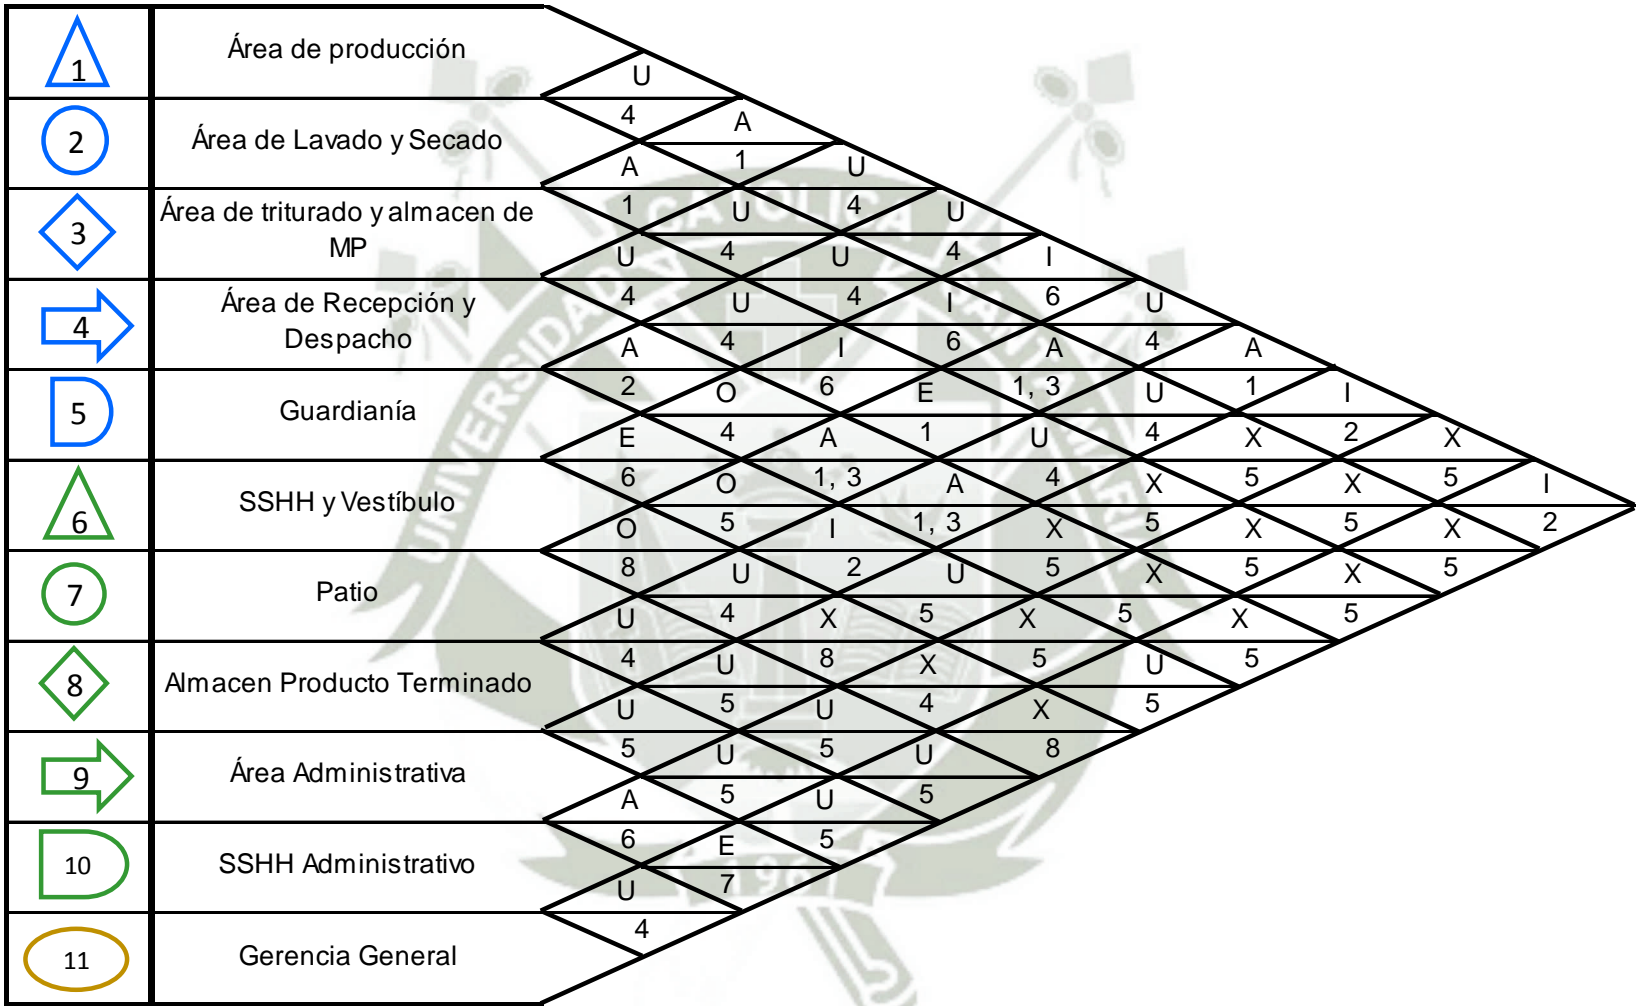 1 Área de producción
U
4 A
2 Área de Lavado y Secado
A 1 U
Área de triturado y almacen de
1 U 4 U
3
MP
U 4 U 4 I
Área de Recepción y
4 U 4 I 6 U
4
Despacho
A 4 I 6 A 4 A
2 O 6 E 1, 3 U 1 I
5 Guardianía
E 4 A 1 U 4 X 2 X
6 O 1, 3 A 4 X 5 X 5 I
6 SSHH y Vestíbulo
O 5 I 1, 3 X 5 X 5 X 2
8 U 2 U 5 X 5 X 5
7 Patio
U 4 X 5 X 5 X 5
4 U 8 X 5 U 5
8 Almacen Producto Terminado
U 5 U 4 X 5
5 U 5 U 8
9 Área Administrativa
A 5 U 5
6 E 5
10 SSHH Administrativo
U 7
4
11 Gerencia General
UNIVERSIDAD CATOLICA